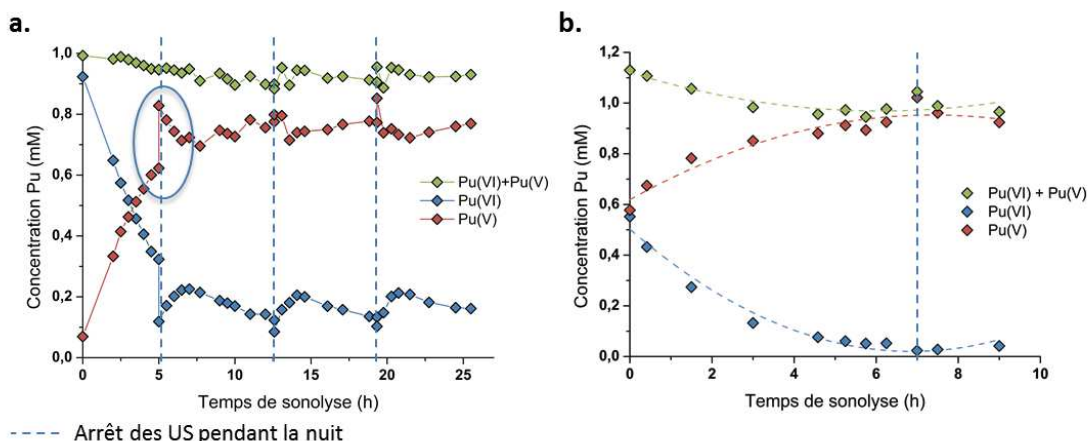 a.
1,0
0,8
0,6
0,4
0,2
0,0
Concentration Pu (mM)
0 5 10 15 20 25
Temps de sonolyse (h)
Pu(VI)+Pu(V)
Pu(VI)
Pu(V)
Arrêt des US pendant la nuit
b.
1,2
1,0
0,8
0,6
0,4
0,2
0,0
Concentration Pu (mM)
0 2 4 6 8 10
Temps de sonolyse (h)
Pu(VI) + Pu(V)
Pu(VI)
Pu(V)